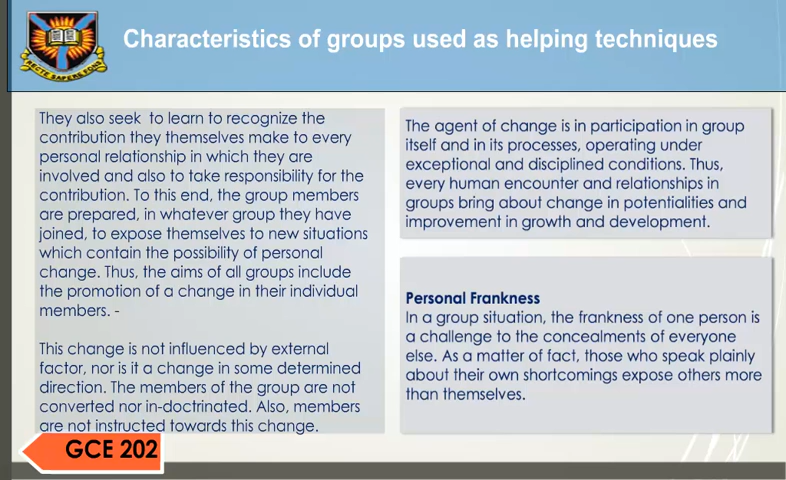 Characteristics of groups used as helping techniques
They also seek to learn to recognize the
contribution they themselves make to every
personal relationship in which they are
involved and also to take responsibility for the
contribution. To this end, the group members
are prepared, in whatever group they have
joined, to expose themselves to new situations
which contain the possibility of personal
change. Thus, the aims of all groups include
the promotion of a change in their individual
members. -
This change is not influenced by external
factor, nor is it a change in some determined
direction. The members of the group are not
converted nor in-doctrinated. Also, members
are not instructed towards this change.
The agent of change is in participation in group
itself and in its processes, operating under
exceptional and disciplined conditions. Thus,
every human encounter and relationships in
groups bring about change in potentialities and
improvement in growth and development.
Personal Frankness
In a group situation, the frankness of one person is
a challenge to the concealments of everyone
else. As a matter of fact, those who speak plainly
about their own shortcomings expose others more
than themselves.
GCE 202